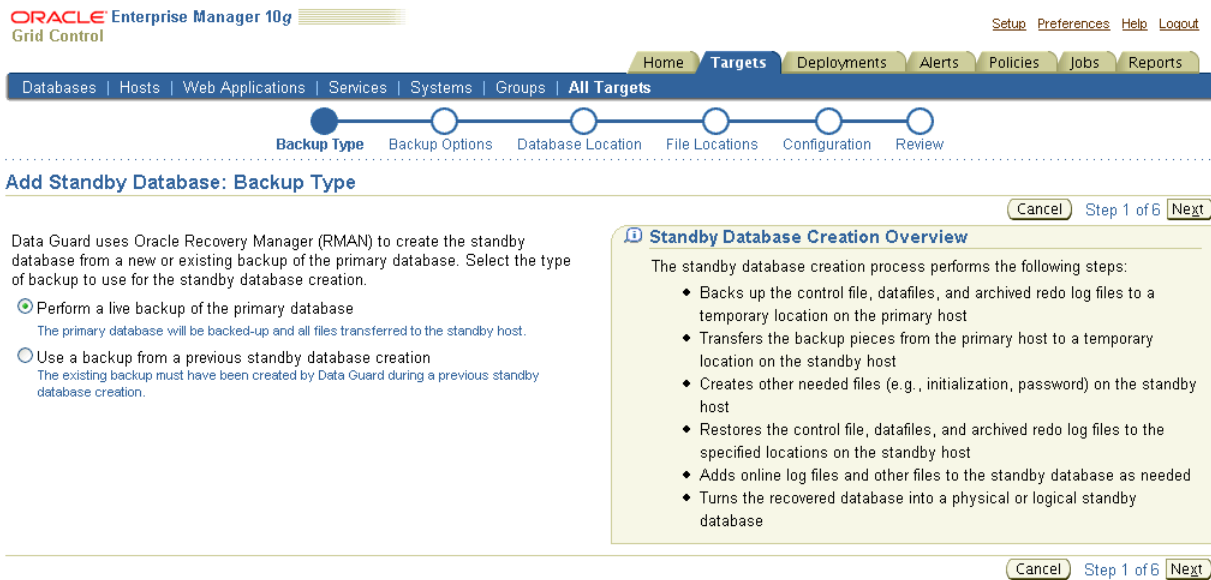 ORACLE Enterprise Manager 10g
Grid Control
Setup Preferences Help Logout
Home Targets Deployments Alerts Policies Jobs Reports
Databases | Hosts | Web Applications | Services | Systems | Groups | All Targets
Backup Type Backup Options Database Location File Locations Configuration Review
Add Standby Database: Backup Type
Cancel Step 1 of 6 Next
Data Guard uses Oracle Recovery Manager (RMAN) to create the standby
database from a new or existing backup of the primary database. Select the type
of backup to use for the standby database creation.
Perform a live backup of the primary database
The primary database will be backed-up and all files transferred to the standby host.
Use a backup from a previous standby database creation
The existing backup must have been created by Data Guard during a previous standby
database creation.
Standby Database Creation Overview
The standby database creation process performs the following steps:
Backs up the control file, datafiles, and archived redo log files to a
temporary location on the primary host
Transfers the backup pieces from the primary host to a temporary
location on the standby host
Creates other needed files (e.g., initialization, password) on the standby
host
Restores the control file, datafiles, and archived redo log files to the
specified locations on the standby host
Adds online log files and other files to the standby database as needed
Turns the recovered database into a physical or logical standby
database
Cancel Step 1 of 6 Next